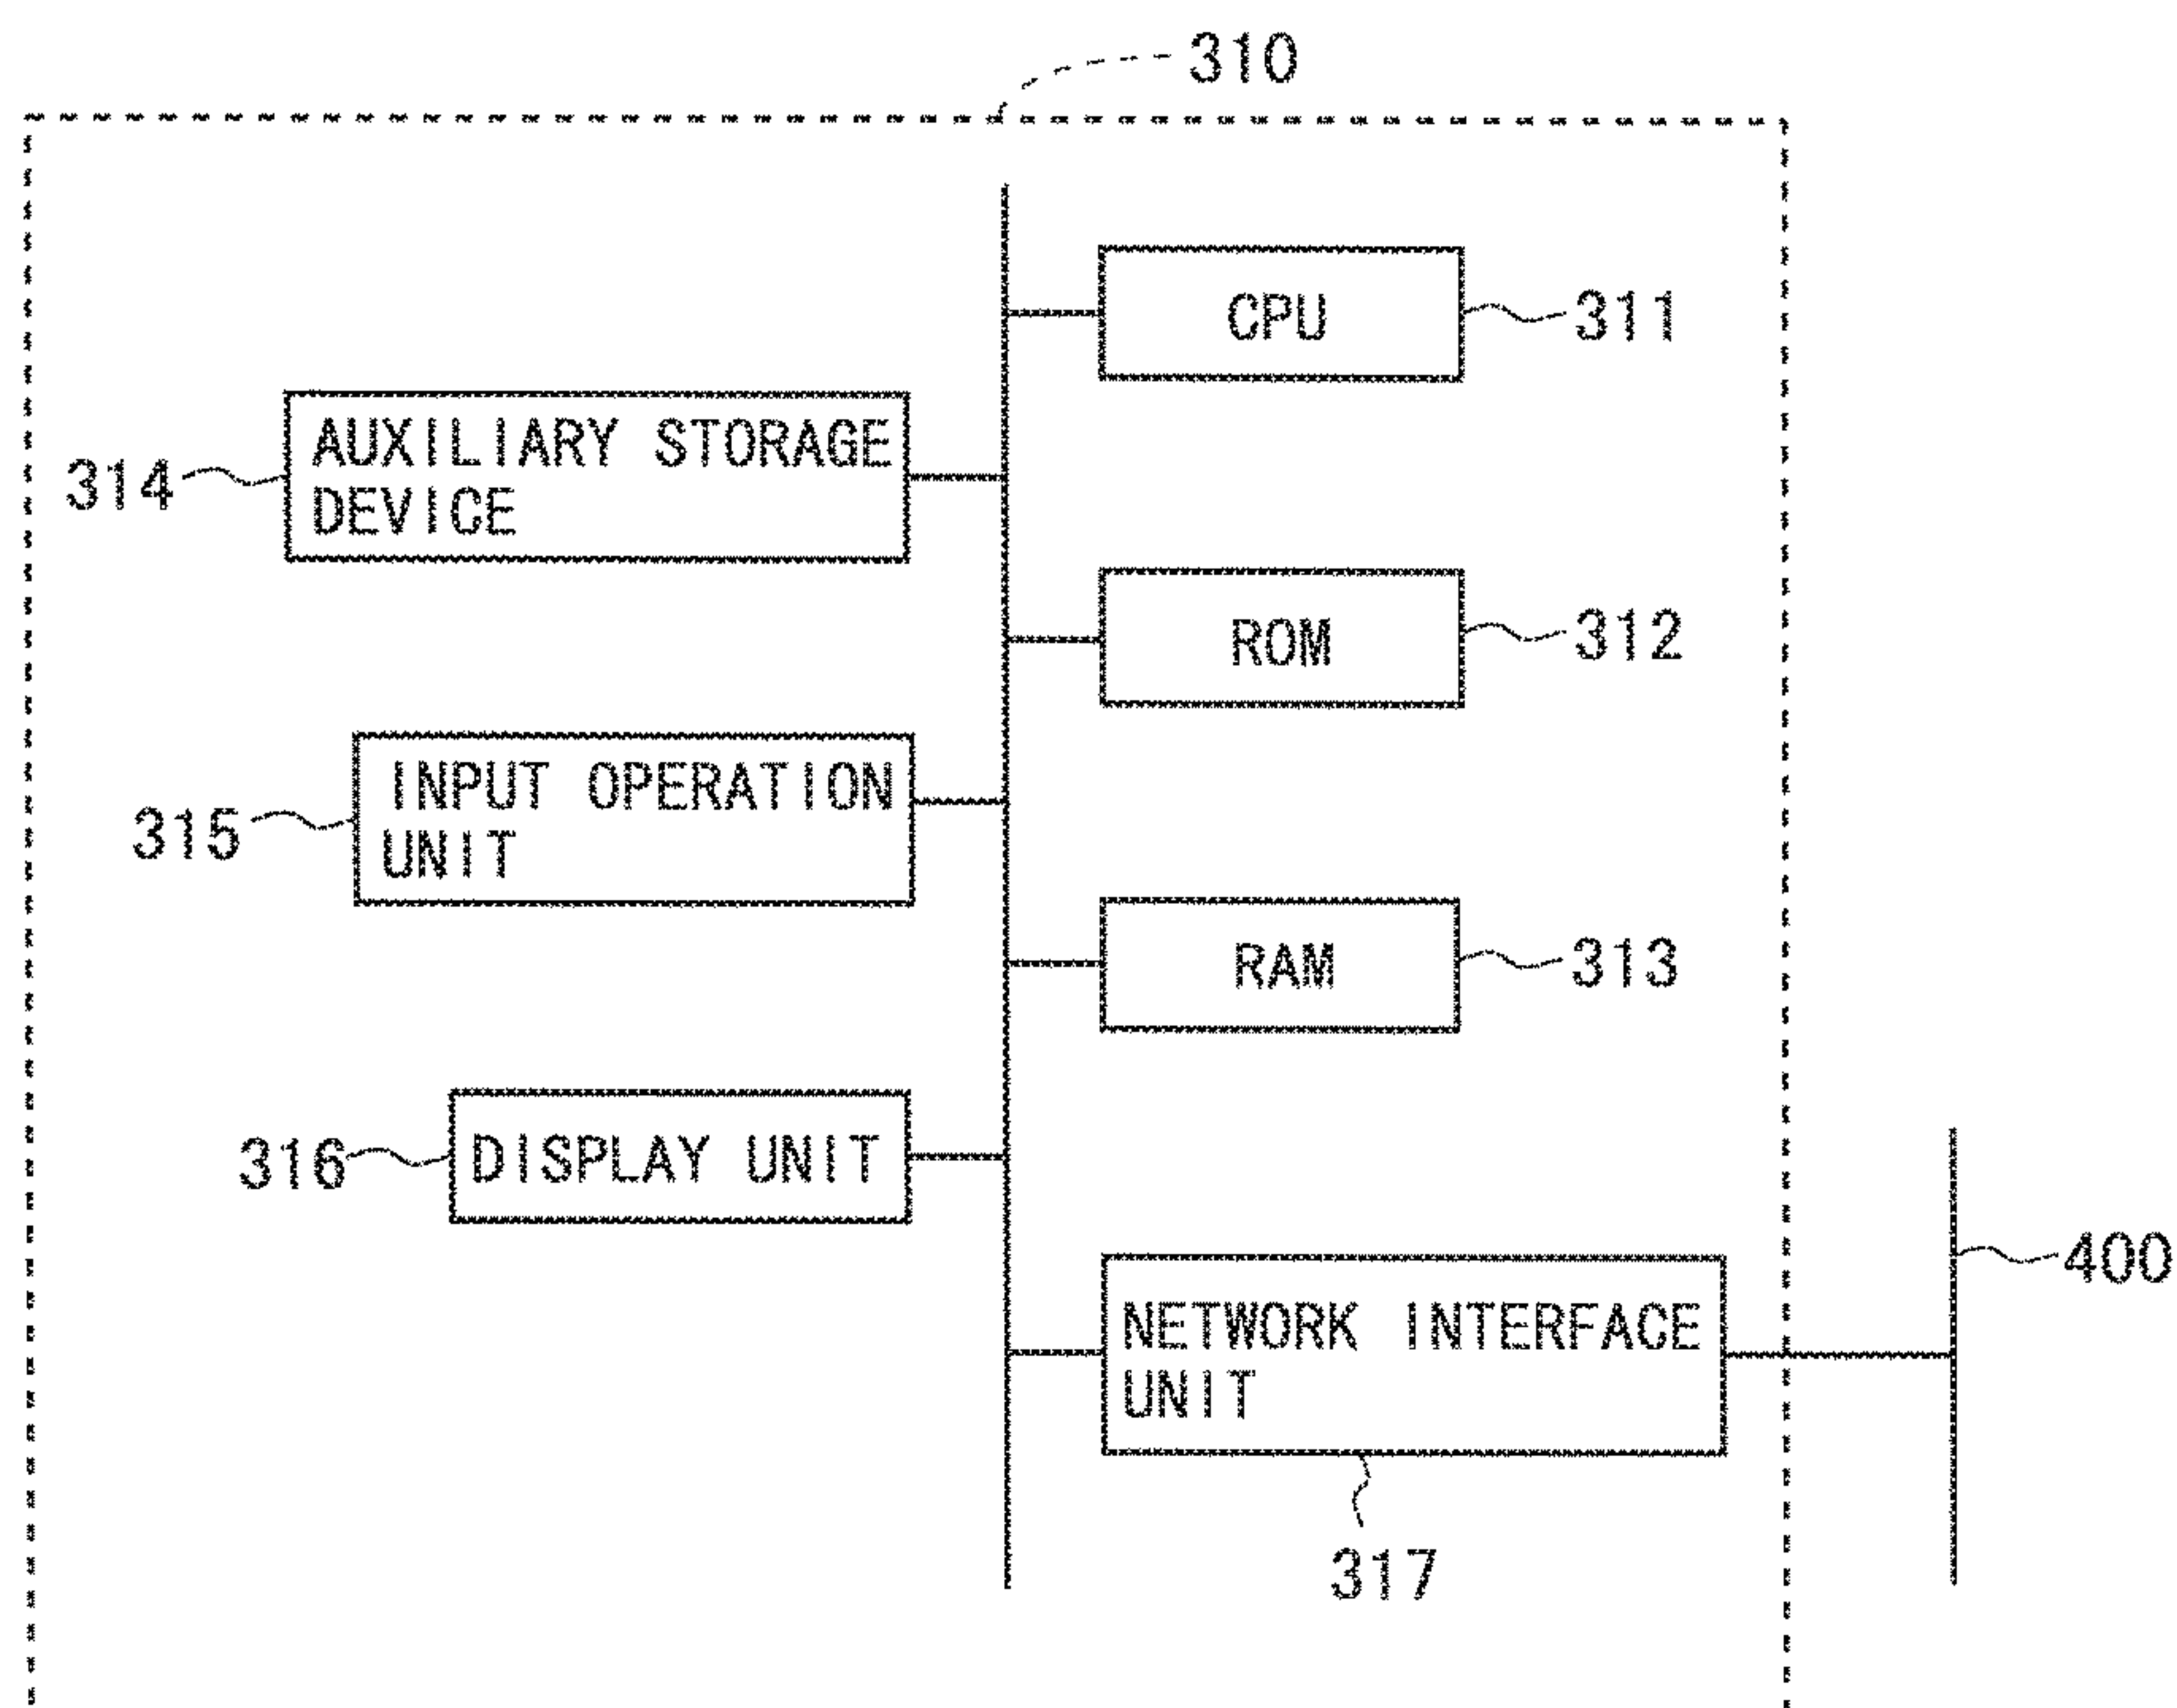 310
CPU
311
AUXILIARY STORAGE
DEVICE
314
ROM
312
INPUT OPERATION
UNIT
315
RAM
313
DISPLAY UNIT
316
400
NETWORK INTERFACE
UNIT
317